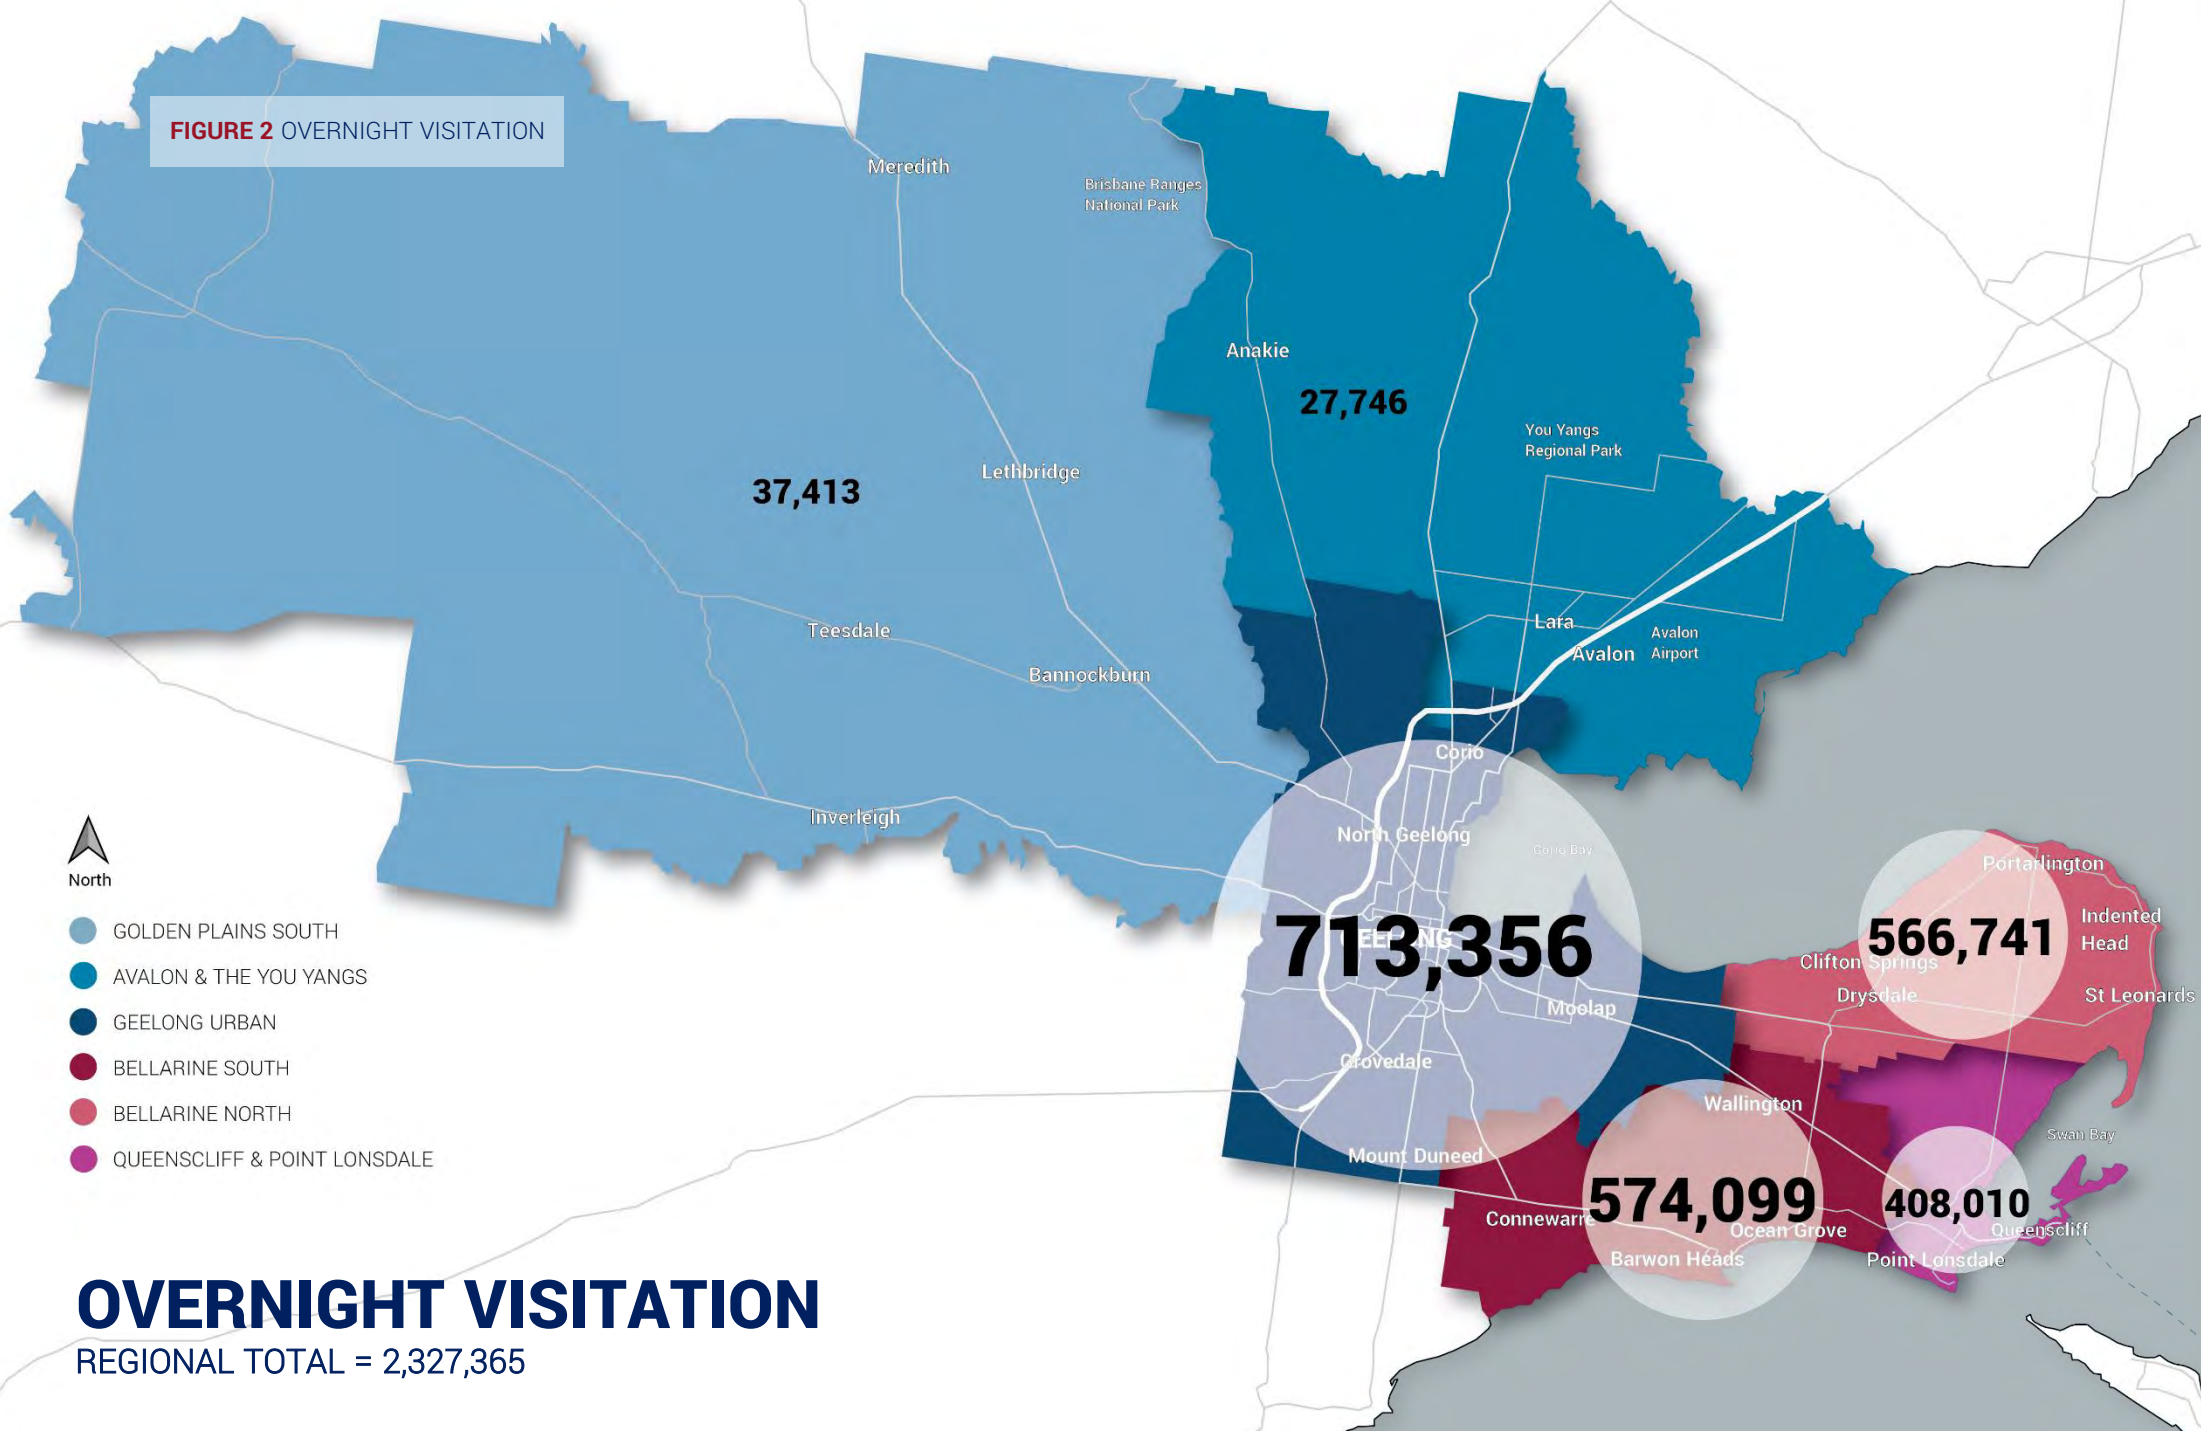 FIGURE 2 OVERNIGHT VISITATION
Meredith
Brisbane Ranges
National Park
Anakie
27,746
You Yangs
Regional Park
Lethbridge
37,413
Lara
Avalon
Airport
Avalon
Teesdale
Bannockburn
Corio
Inverleigh
North Geelong
Corio Bay
Portarlington
North
GOLDEN PLAINS SOUTH
AVALON & THE YOU YANGS
GEELONG URBAN
BELLARINE SOUTH
BELLARINE NORTH
QUEENSCLIFF & POINT LONSDALE
713,356
GEELONG
566,741
Indented
Head
Clifton Springs
Drysdale
St Leonards
Moolap
Grovedale
Wallington
Swan Bay
Mount Duneed
574,099
408,010
Connewarre
Ocean Grove
Queenscliff
Barwon Heads
Point Lonsdale
OVERNIGHT VISITATION
REGIONAL TOTAL = 2,327,365